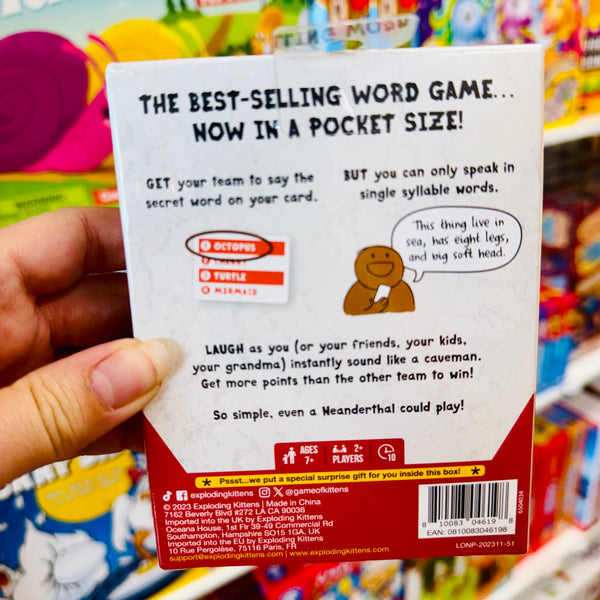 THE BEST-SELLING WORD GAME...
NOW IN A POCKET SIZE!
GET your team to say the
secret word on your card.
BUT you can only speak in
single syllable words.
OCTOPUS
TURTLE
MERMAID
This thing live in
sea, has eight legs,
and big soft head.
LAUGH as you (or your friends, your kids,
your grandma) instantly sound like a caveman.
Get more points than the other team to win!
So simple, even a Neanderthal could play!
AGES
7+
2+
PLAYERS
10
Pssst...we put a special surprise gift for you inside this box!
explodingkittens @gameofkittens
© 2023 Exploding Kittens | Made in China
7162 Beverly Blvd #272 LA CA 90036
Imported into the UK by Exploding Kittens
Oceana House, 1st Flr 39-49 Commercial Rd
Southampton, Hampshire SO15 1GA, UK
Imported into the EU by Exploding Kittens
10 Rue Pergolèse, 75116 Paris, FR
support@explodingkittens.com | www.explodingkittens.com
8 10083 04619 8
EAN: 0810083046198
LONP-202311-51